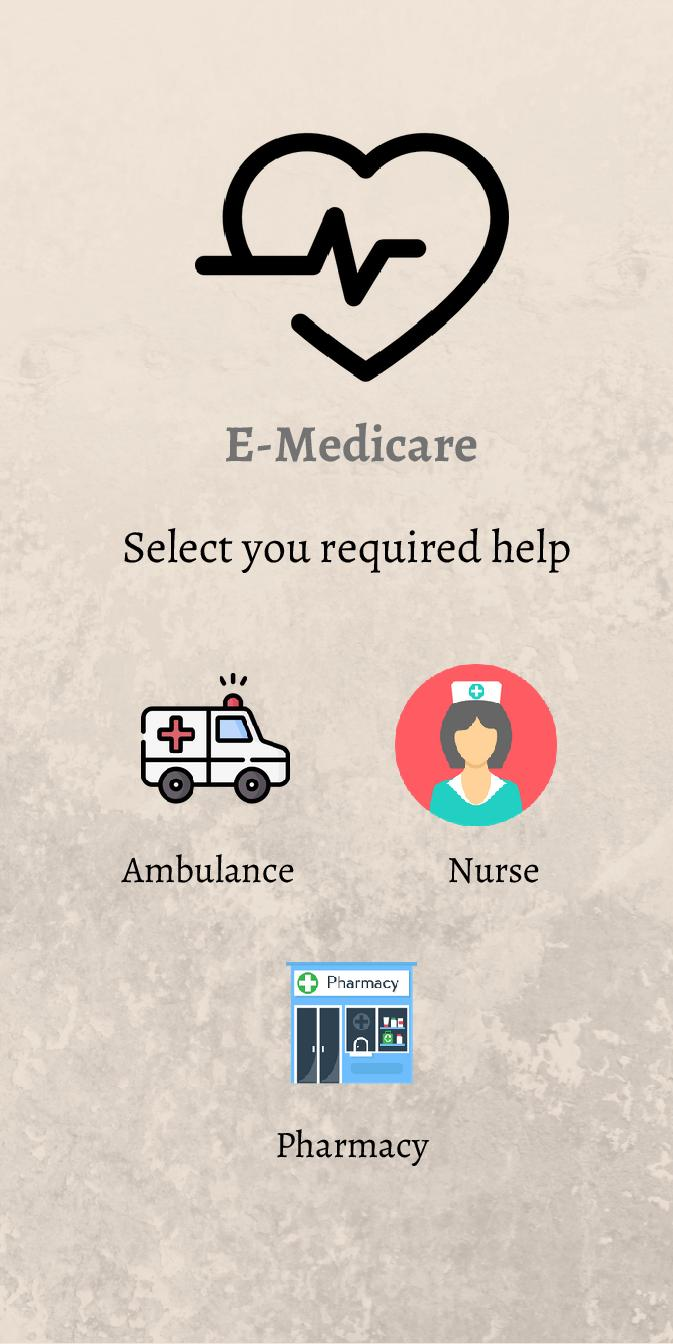 E-Medicare
Select you required help
Ambulance
Nurse
Pharmacy
Pharmacy